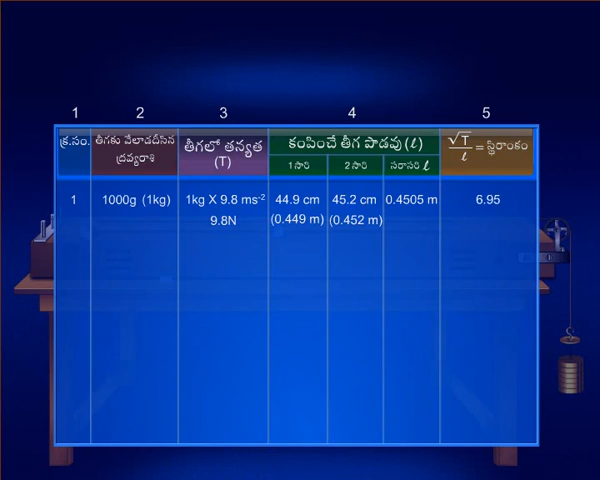 1 2 3 4 5
క్ర.సం. తీగకు వేలాడదీసిన ద్రవ్యరాశి తీగలో తన్యత (T) కంపించే తీగ పొడవు (ℓ) √T/ℓ = స్థిరాంకం
1 సారి 2 సారి సరాసరి ℓ
1 1000g (1kg) 1kg X 9.8 ms⁻² 44.9 cm 45.2 cm 0.4505 m 6.95
9.8N (0.449 m) (0.452 m)